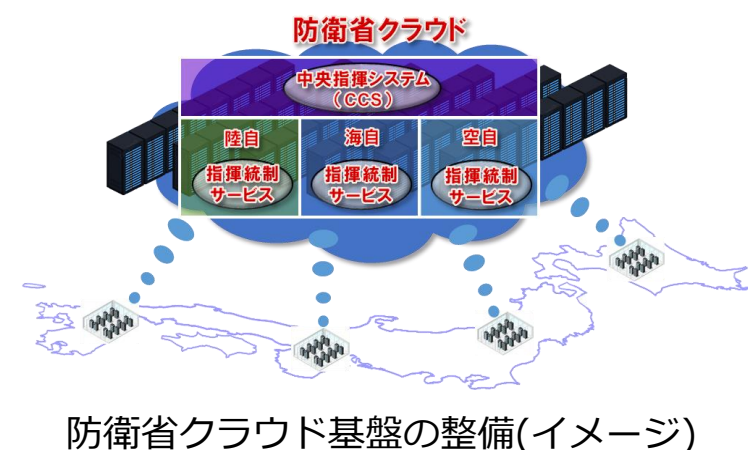 防衛省クラウド
中央指揮システム
(CCS)
陸自
海自
空自
指揮統制
サービス
指揮統制
サービス
指揮統制
サービス
防衛省クラウド基盤の整備(イメージ)